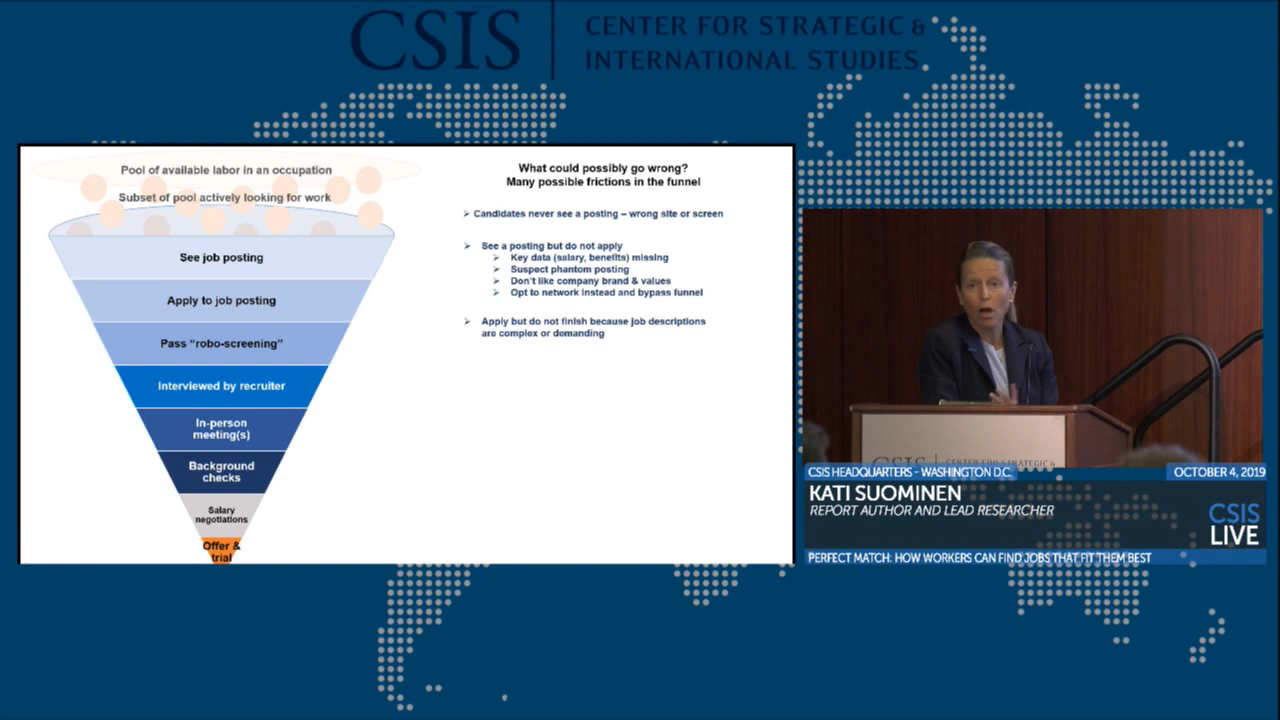 CSIS
CENTER FOR STRATEGIC &
INTERNATIONAL STUDIES
Pool of available labor in an occupation
Subset of pool actively looking for work
See job posting
Apply to job posting
Pass “robo-screening”
Interviewed by recruiter
In-person
meeting(s)
Background
checks
Salary
negotiations
Offer &
trial
What could possibly go wrong?
Many possible frictions in the funnel
➢ Candidates never see a posting – wrong site or screen
➢ See a posting but do not apply
➢ Key data (salary, benefits) missing
➢ Suspect phantom posting
➢ Don't like company brand & values
➢ Opt to network instead and bypass funnel
➢ Apply but do not finish because job descriptions
are complex or demanding
CSIS
CENTER FOR STRATEGIC &
CSIS HEADQUARTERS - WASHINGTON D.C.
OCTOBER 4, 2019
KATI SUOMINEN
REPORT AUTHOR AND LEAD RESEARCHER
CSIS
LIVE
PERFECT MATCH: HOW WORKERS CAN FIND JOBS THAT FIT THEM BEST